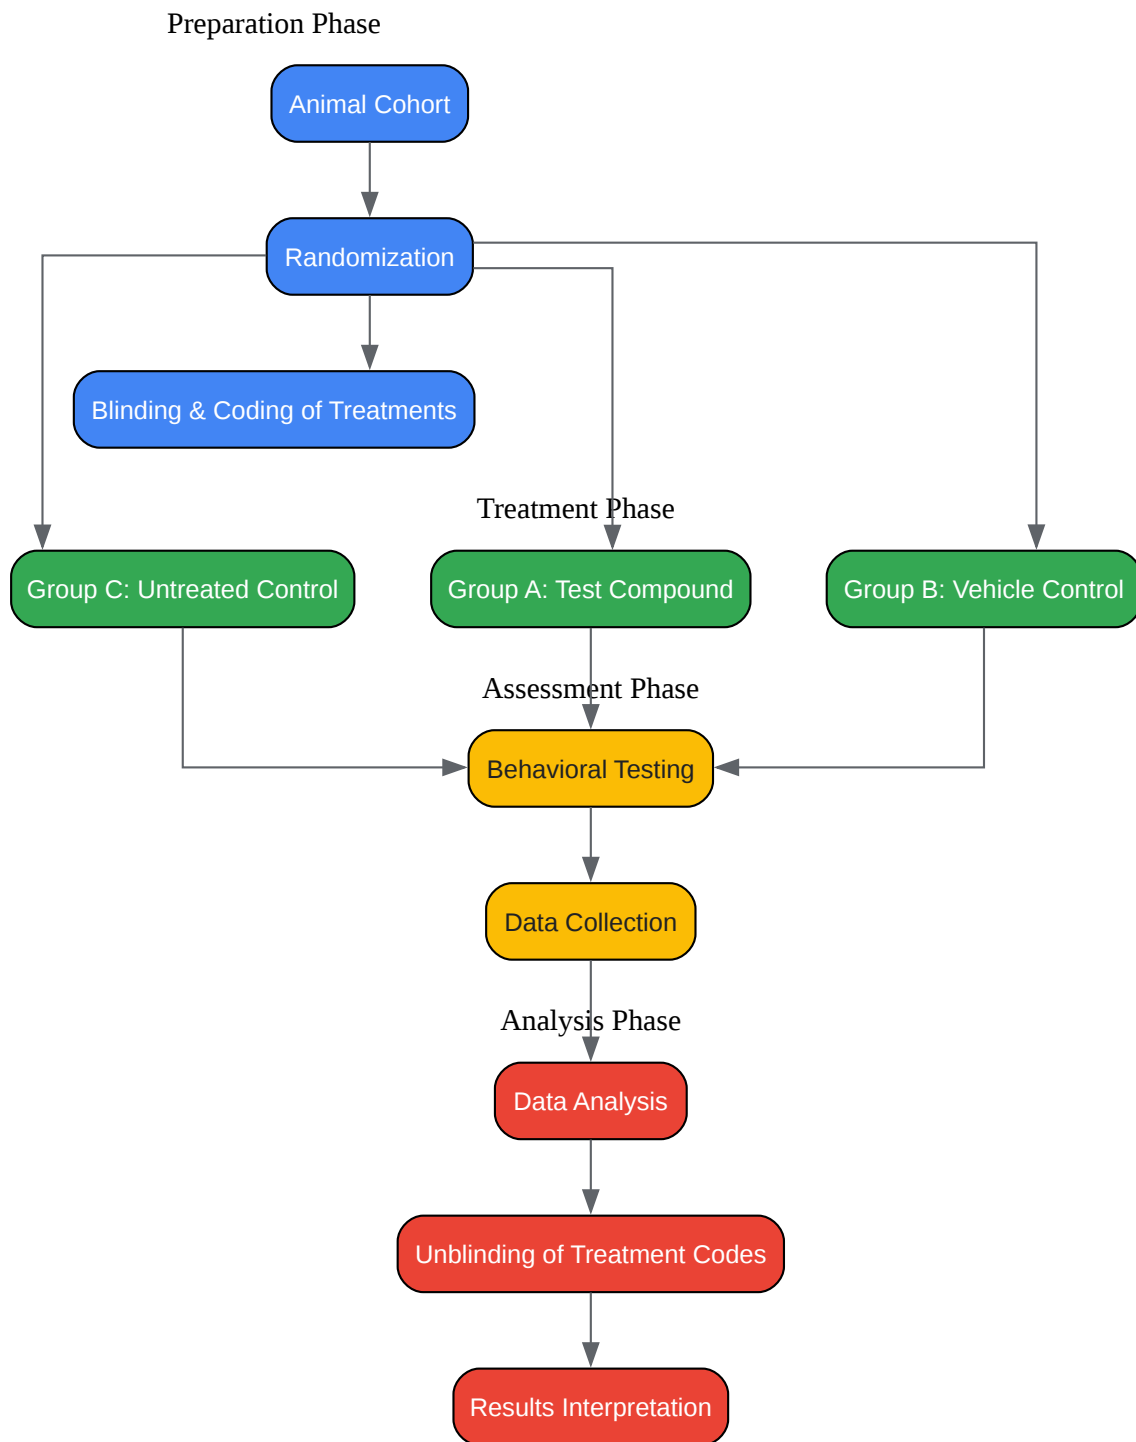 Preparation Phase
Animal Cohort
Randomization
Blinding & Coding of Treatments
Treatment Phase
Group C: Untreated Control
Group A: Test Compound
Group B: Vehicle Control
Assessment Phase
Behavioral Testing
Data Collection
Analysis Phase
Data Analysis
Unblinding of Treatment Codes
Results Interpretation